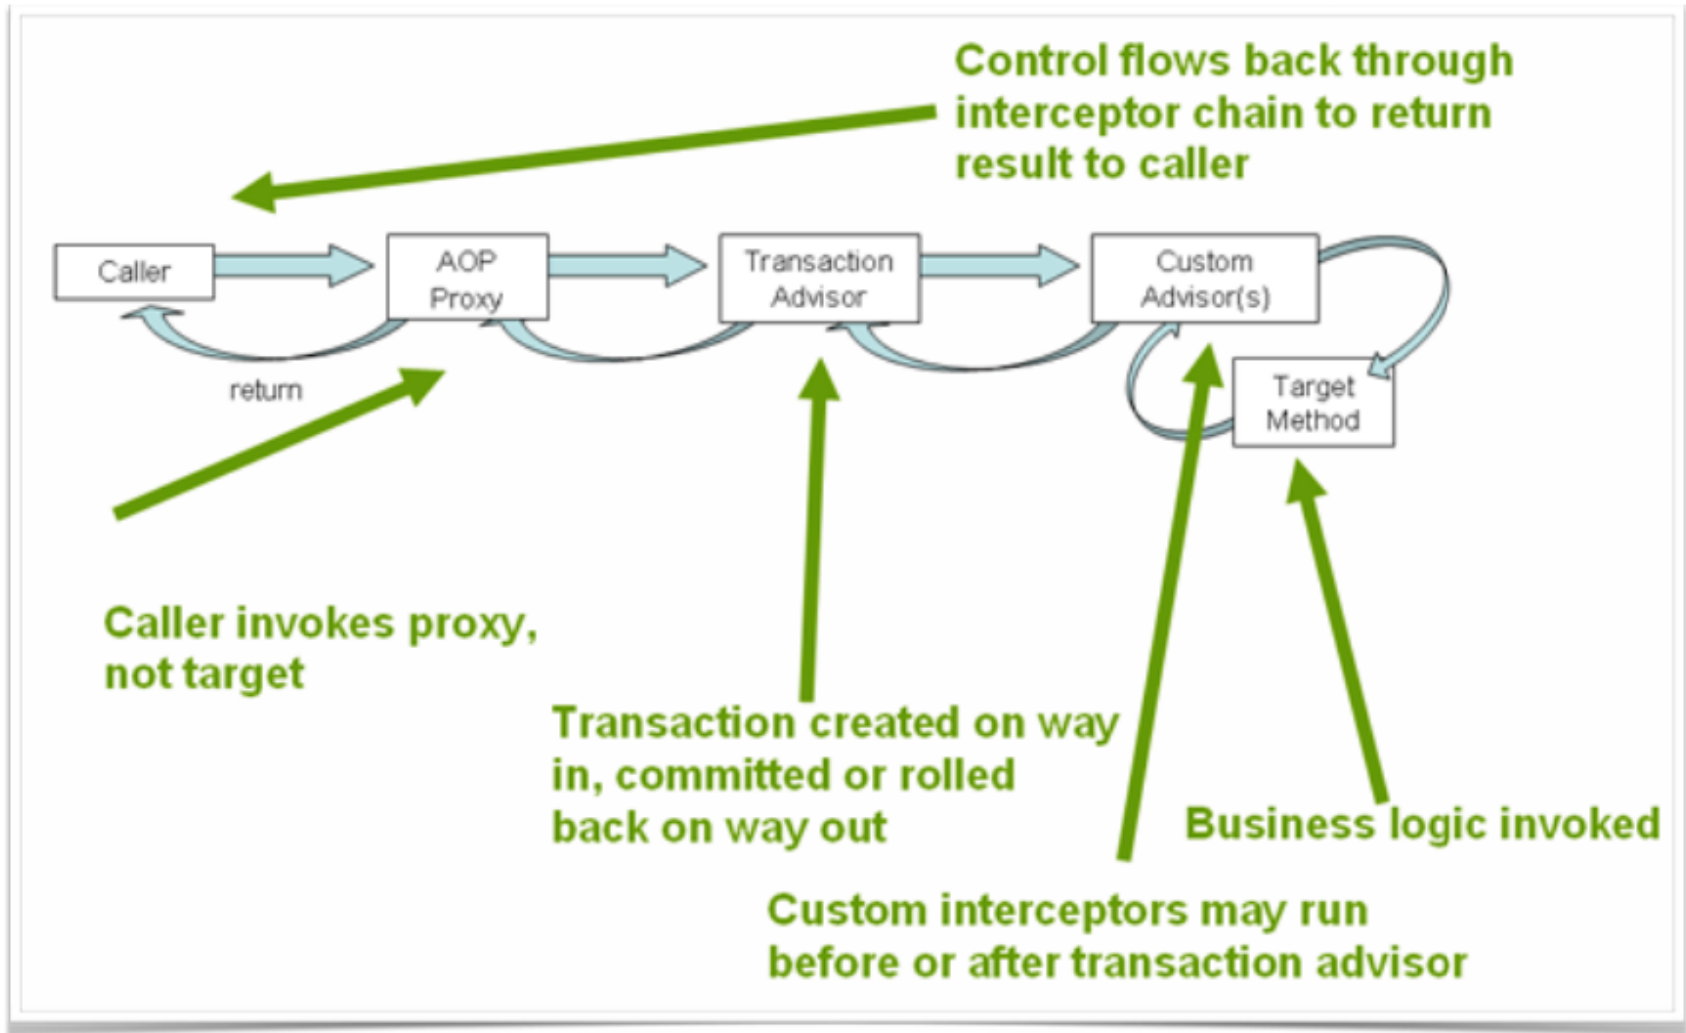 Control flows back through
interceptor chain to return
result to caller
Caller
AOP
Proxy
Transaction
Advisor
Custom
Advisor(s)
return
Target
Method
Caller invokes proxy,
not target
Transaction created on way
in, committed or rolled
back on way out
Business logic invoked
Custom interceptors may run
before or after transaction advisor